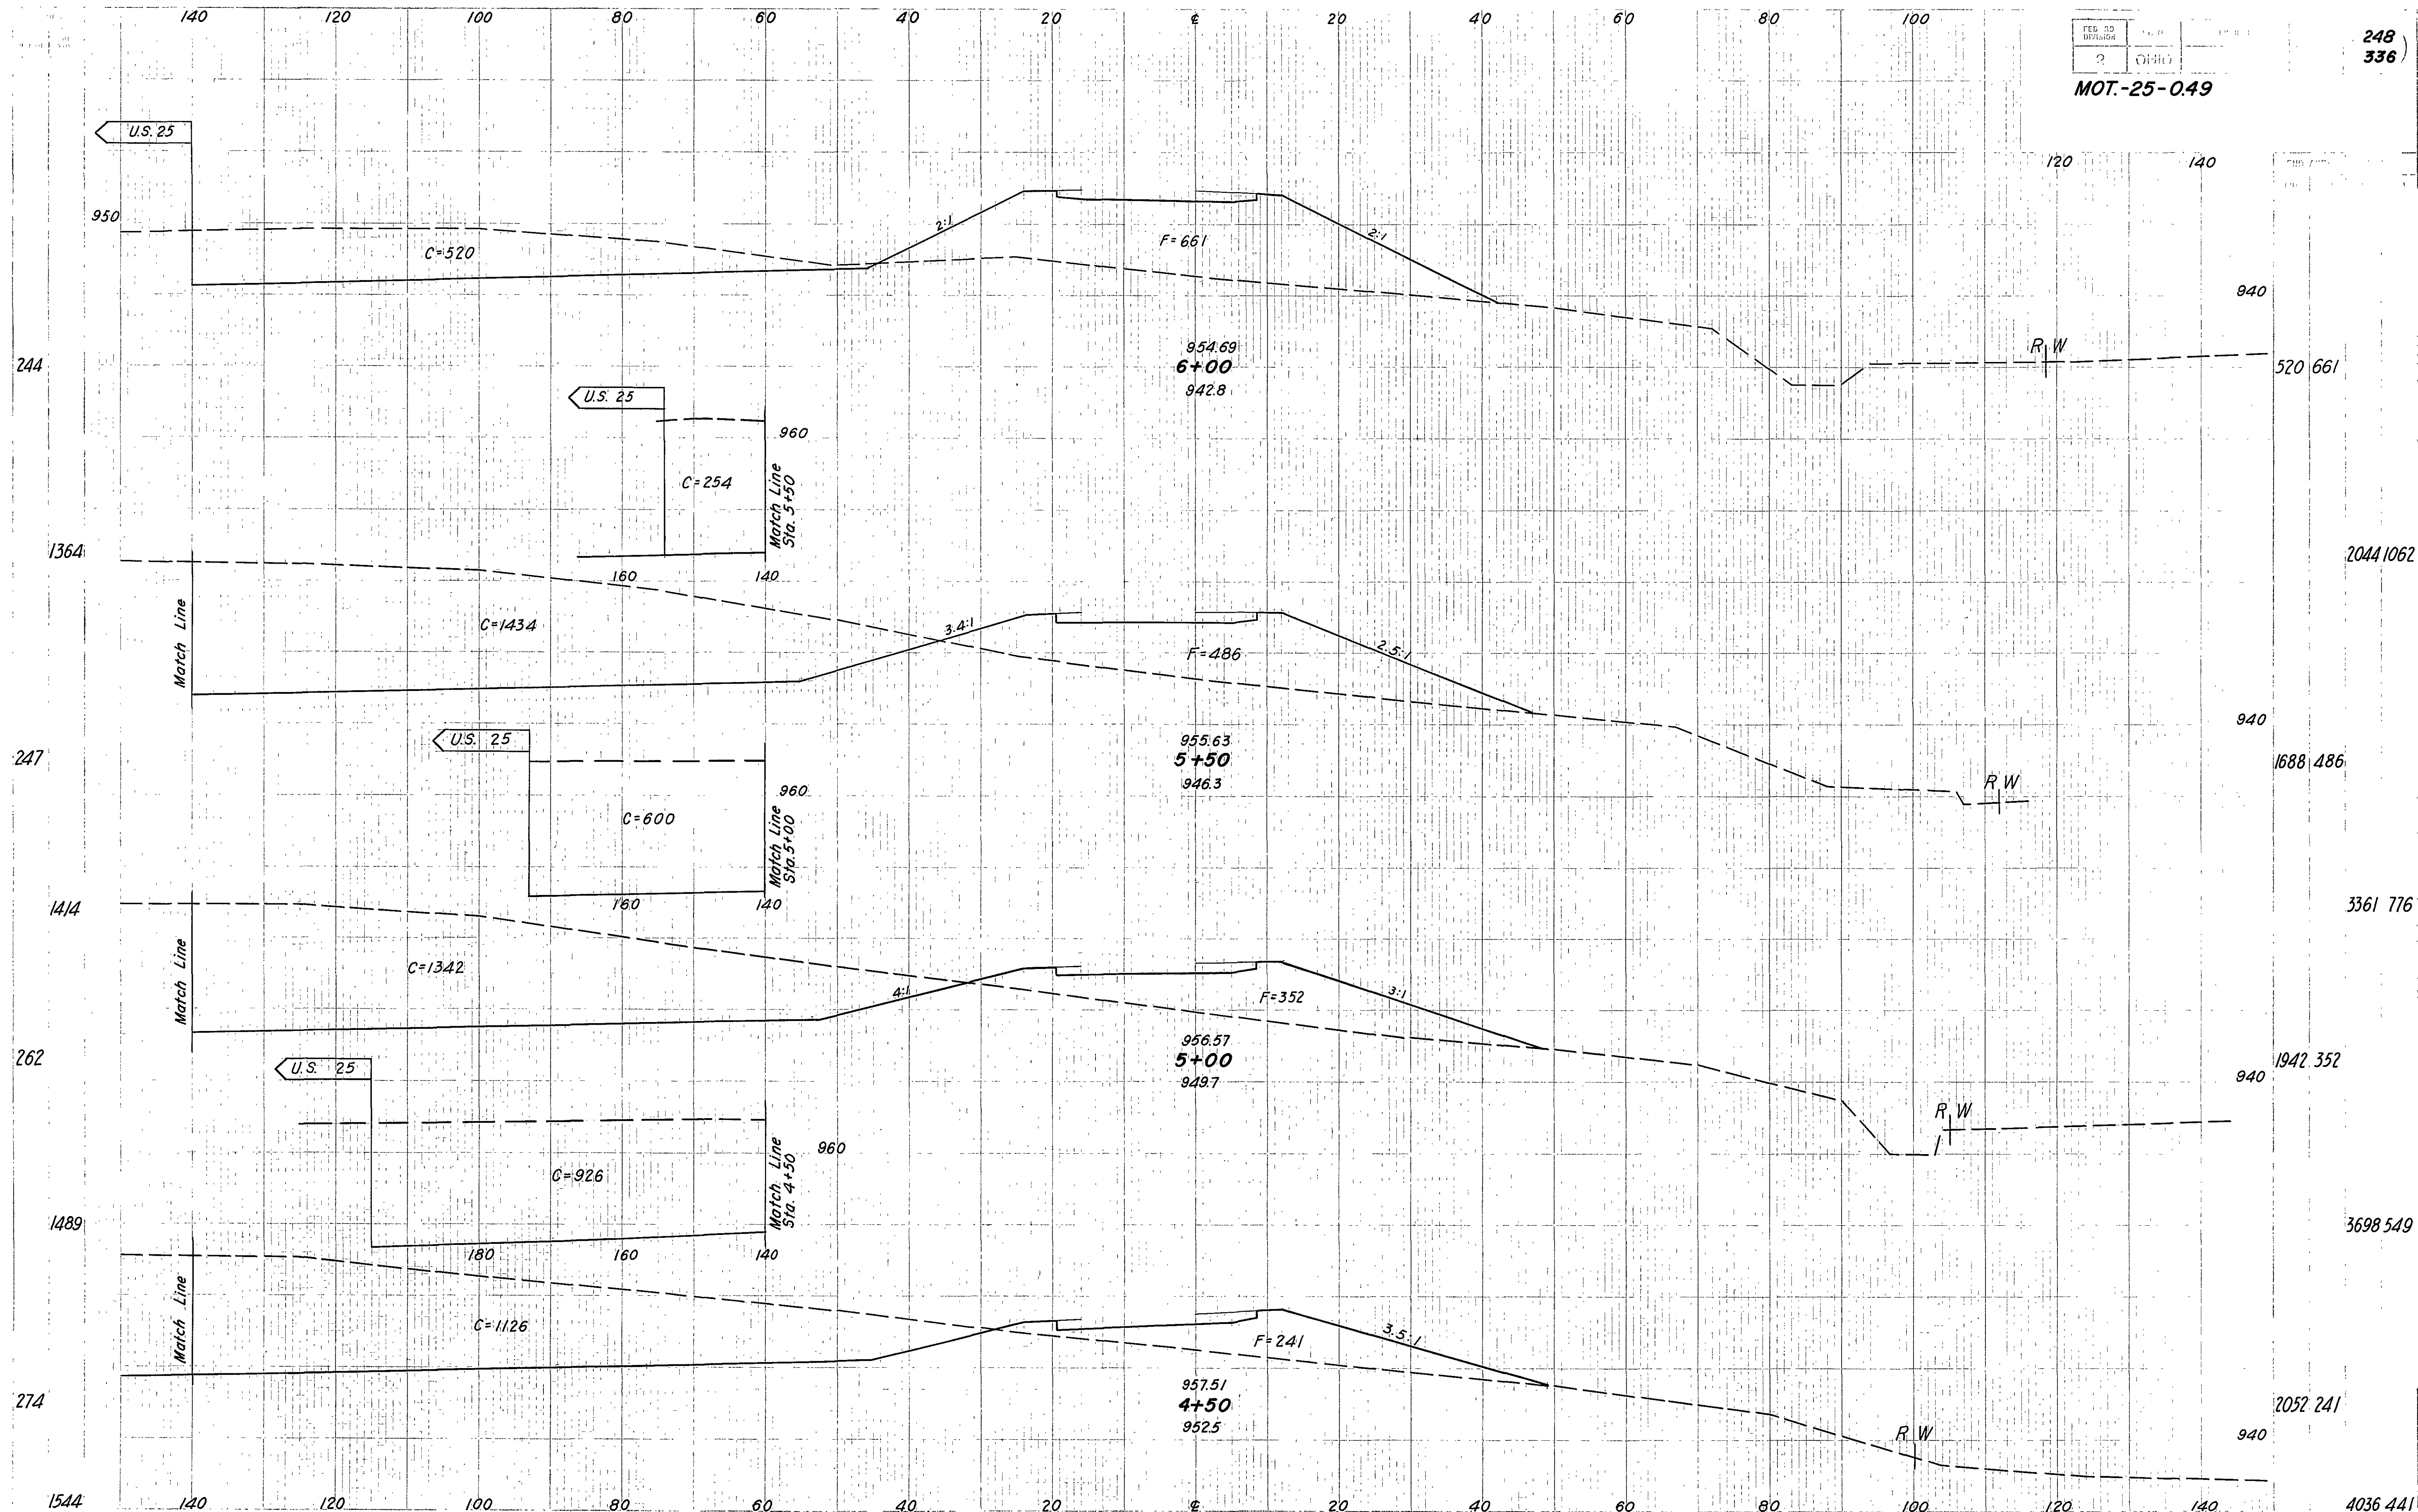 140 120 100 80 60 40 20 ℄ 20 40 60 80 100
FED. RD. DIVISION
2 OHIO
248
336
MOT.-25-0.49
120 140
U.S. 25
950
2:1
C=520
F=661
2:1
940
954.69
6+00
942.8
R W
244
520 661
U.S. 25
960
C=254
Match Line
Sta. 5+50
1364
160 140
2044 1062
Match Line
C=1434
3.4:1
F=486
2.5:1
940
U.S. 25
955.63
5+50
946.3
247
1688 486
R W
960
C=600
Match Line
Sta. 5+00
160 140
1414
3361 776
Match Line
C=1342
4:1
F=352
3:1
956.57
5+00
949.7
262
1942 352
940
U.S. 25
R W
960
C=926
Match Line
Sta. 4+50
1489
3698 549
180 160 140
Match Line
C=1126
F=241
3.5:1
957.51
4+50
952.5
274
2052 241
R W
940
1544
4036 441
140 120 100 80 60 40 20 ℄ 20 40 60 80 100 120 140